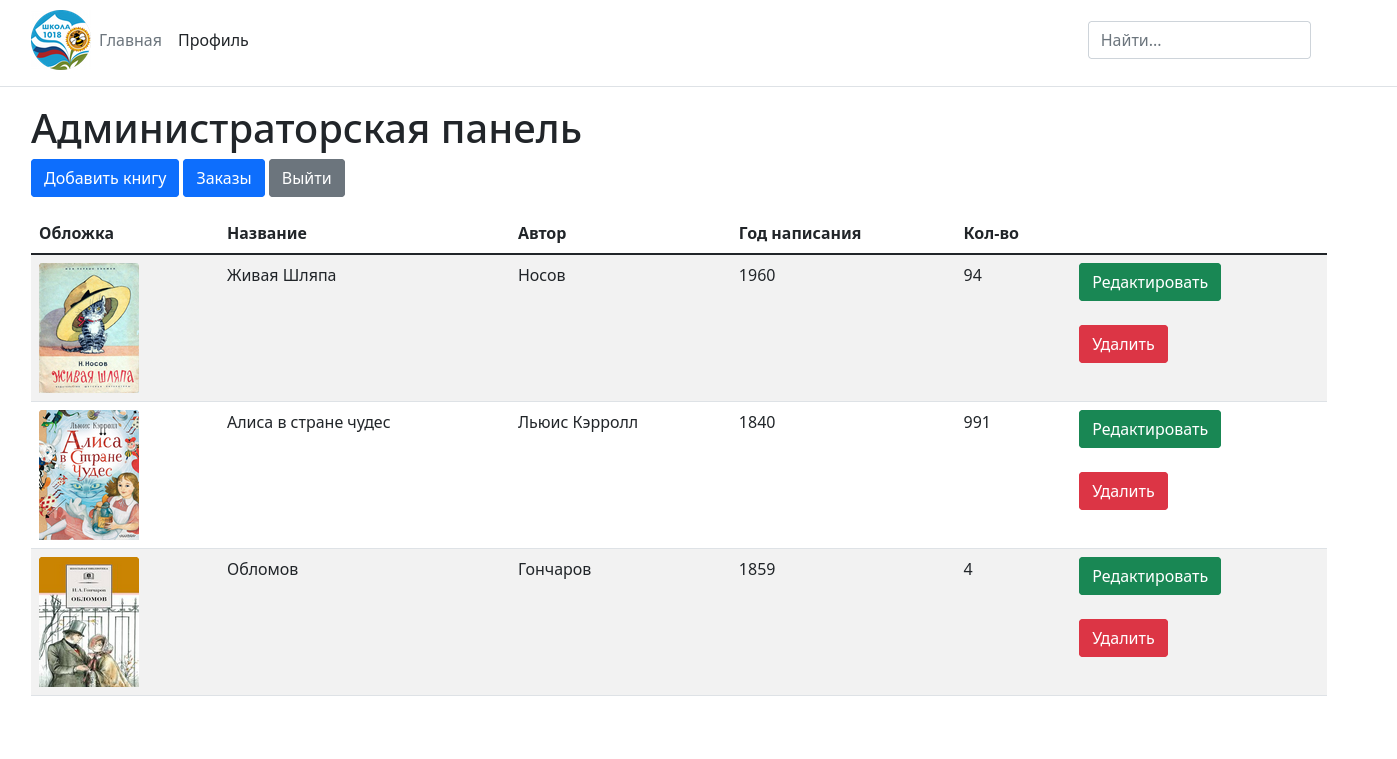 ШКОЛА
1018
Главная Профиль Найти...
Администраторская панель
Добавить книгу Заказы Выйти
Обложка Название Автор Год написания Кол-во
Живая Шляпа Носов 1960 94 Редактировать
Удалить
Н.Носов
ЖИВАЯ ШЛЯПА
Алиса в стране чудес Льюис Кэрролл 1840 991 Редактировать
Удалить
Льюис Кэрролл
Алиса
в Стране
Чудес
Обломов Гончаров 1859 4 Редактировать
Удалить
И.А. Гончаров
ОБЛОМОВ